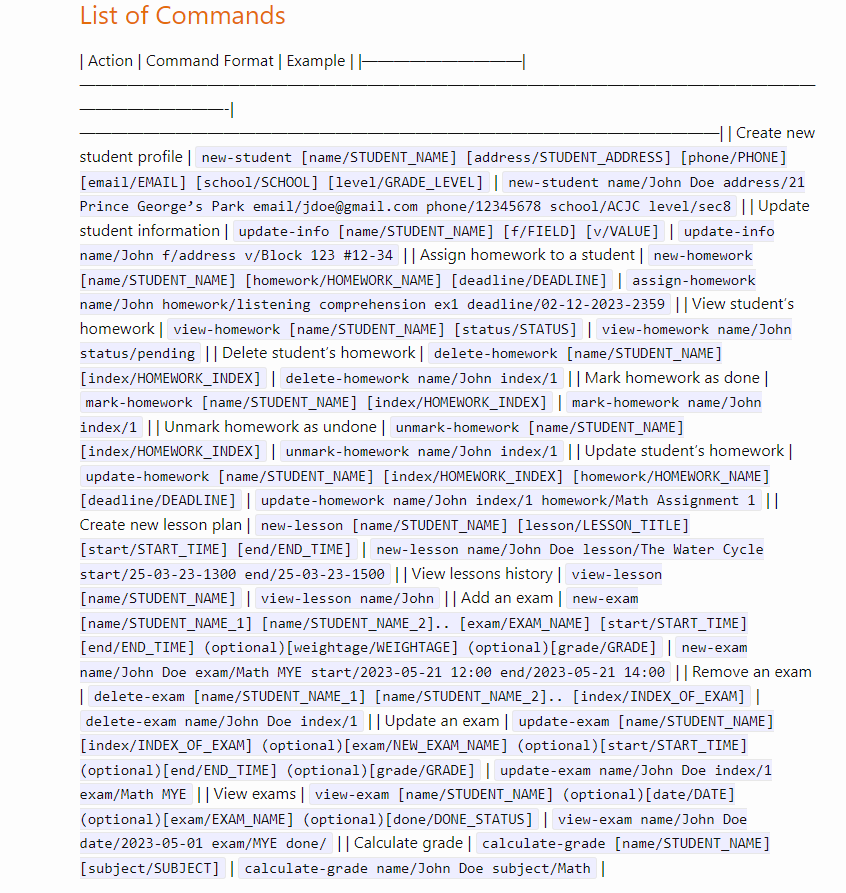 List of Commands
| Action | Command Format | Example | |——————————|
——————————————————————————————————————————————
—————————-|
————————————————————————————————————————| | Create new
student profile | new-student [name/STUDENT_NAME] [address/STUDENT_ADDRESS] [phone/PHONE]
[email/EMAIL] [school/SCHOOL] [level/GRADE_LEVEL] | new-student name/John Doe address/21
Prince George’s Park email/jdoe@gmail.com phone/12345678 school/ACJC level/sec8 | | Update
student information | update-info [name/STUDENT_NAME] [f/FIELD] [v/VALUE] | update-info
name/John f/address v/Block 123 #12-34 | | Assign homework to a student | new-homework
[name/STUDENT_NAME] [homework/HOMEWORK_NAME] [deadline/DEADLINE] | assign-homework
name/John homework/listening comprehension ex1 deadline/02-12-2023-2359 | | View student’s
homework | view-homework [name/STUDENT_NAME] [status/STATUS] | view-homework name/John
status/pending | | Delete student’s homework | delete-homework [name/STUDENT_NAME]
[index/HOMEWORK_INDEX] | delete-homework name/John index/1 | | Mark homework as done |
mark-homework [name/STUDENT_NAME] [index/HOMEWORK_INDEX] | mark-homework name/John
index/1 | | Unmark homework as undone | unmark-homework [name/STUDENT_NAME]
[index/HOMEWORK_INDEX] | unmark-homework name/John index/1 | | Update student’s homework |
update-homework [name/STUDENT_NAME] [index/HOMEWORK_INDEX] [homework/HOMEWORK_NAME]
[deadline/DEADLINE] | update-homework name/John index/1 homework/Math Assignment 1 | |
Create new lesson plan | new-lesson [name/STUDENT_NAME] [lesson/LESSON_TITLE]
[start/START_TIME] [end/END_TIME] | new-lesson name/John Doe lesson/The Water Cycle
start/25-03-23-1300 end/25-03-23-1500 | | View lessons history | view-lesson
[name/STUDENT_NAME] | view-lesson name/John | | Add an exam | new-exam
[name/STUDENT_NAME_1] [name/STUDENT_NAME_2].. [exam/EXAM_NAME] [start/START_TIME]
[end/END_TIME] (optional)[weightage/WEIGHTAGE] (optional)[grade/GRADE] | new-exam
name/John Doe exam/Math MYE start/2023-05-21 12:00 end/2023-05-21 14:00 | | Remove an exam
| delete-exam [name/STUDENT_NAME_1] [name/STUDENT_NAME_2].. [index/INDEX_OF_EXAM] |
delete-exam name/John Doe index/1 | | Update an exam | update-exam [name/STUDENT_NAME]
[index/INDEX_OF_EXAM] (optional)[exam/NEW_EXAM_NAME] (optional)[start/START_TIME]
(optional)[end/END_TIME] (optional)[grade/GRADE] | update-exam name/John Doe index/1
exam/Math MYE | | View exams | view-exam [name/STUDENT_NAME] (optional)[date/DATE]
(optional)[exam/EXAM_NAME] (optional)[done/DONE_STATUS] | view-exam name/John Doe
date/2023-05-01 exam/MYE done/ | | Calculate grade | calculate-grade [name/STUDENT_NAME]
[subject/SUBJECT] | calculate-grade name/John Doe subject/Math |